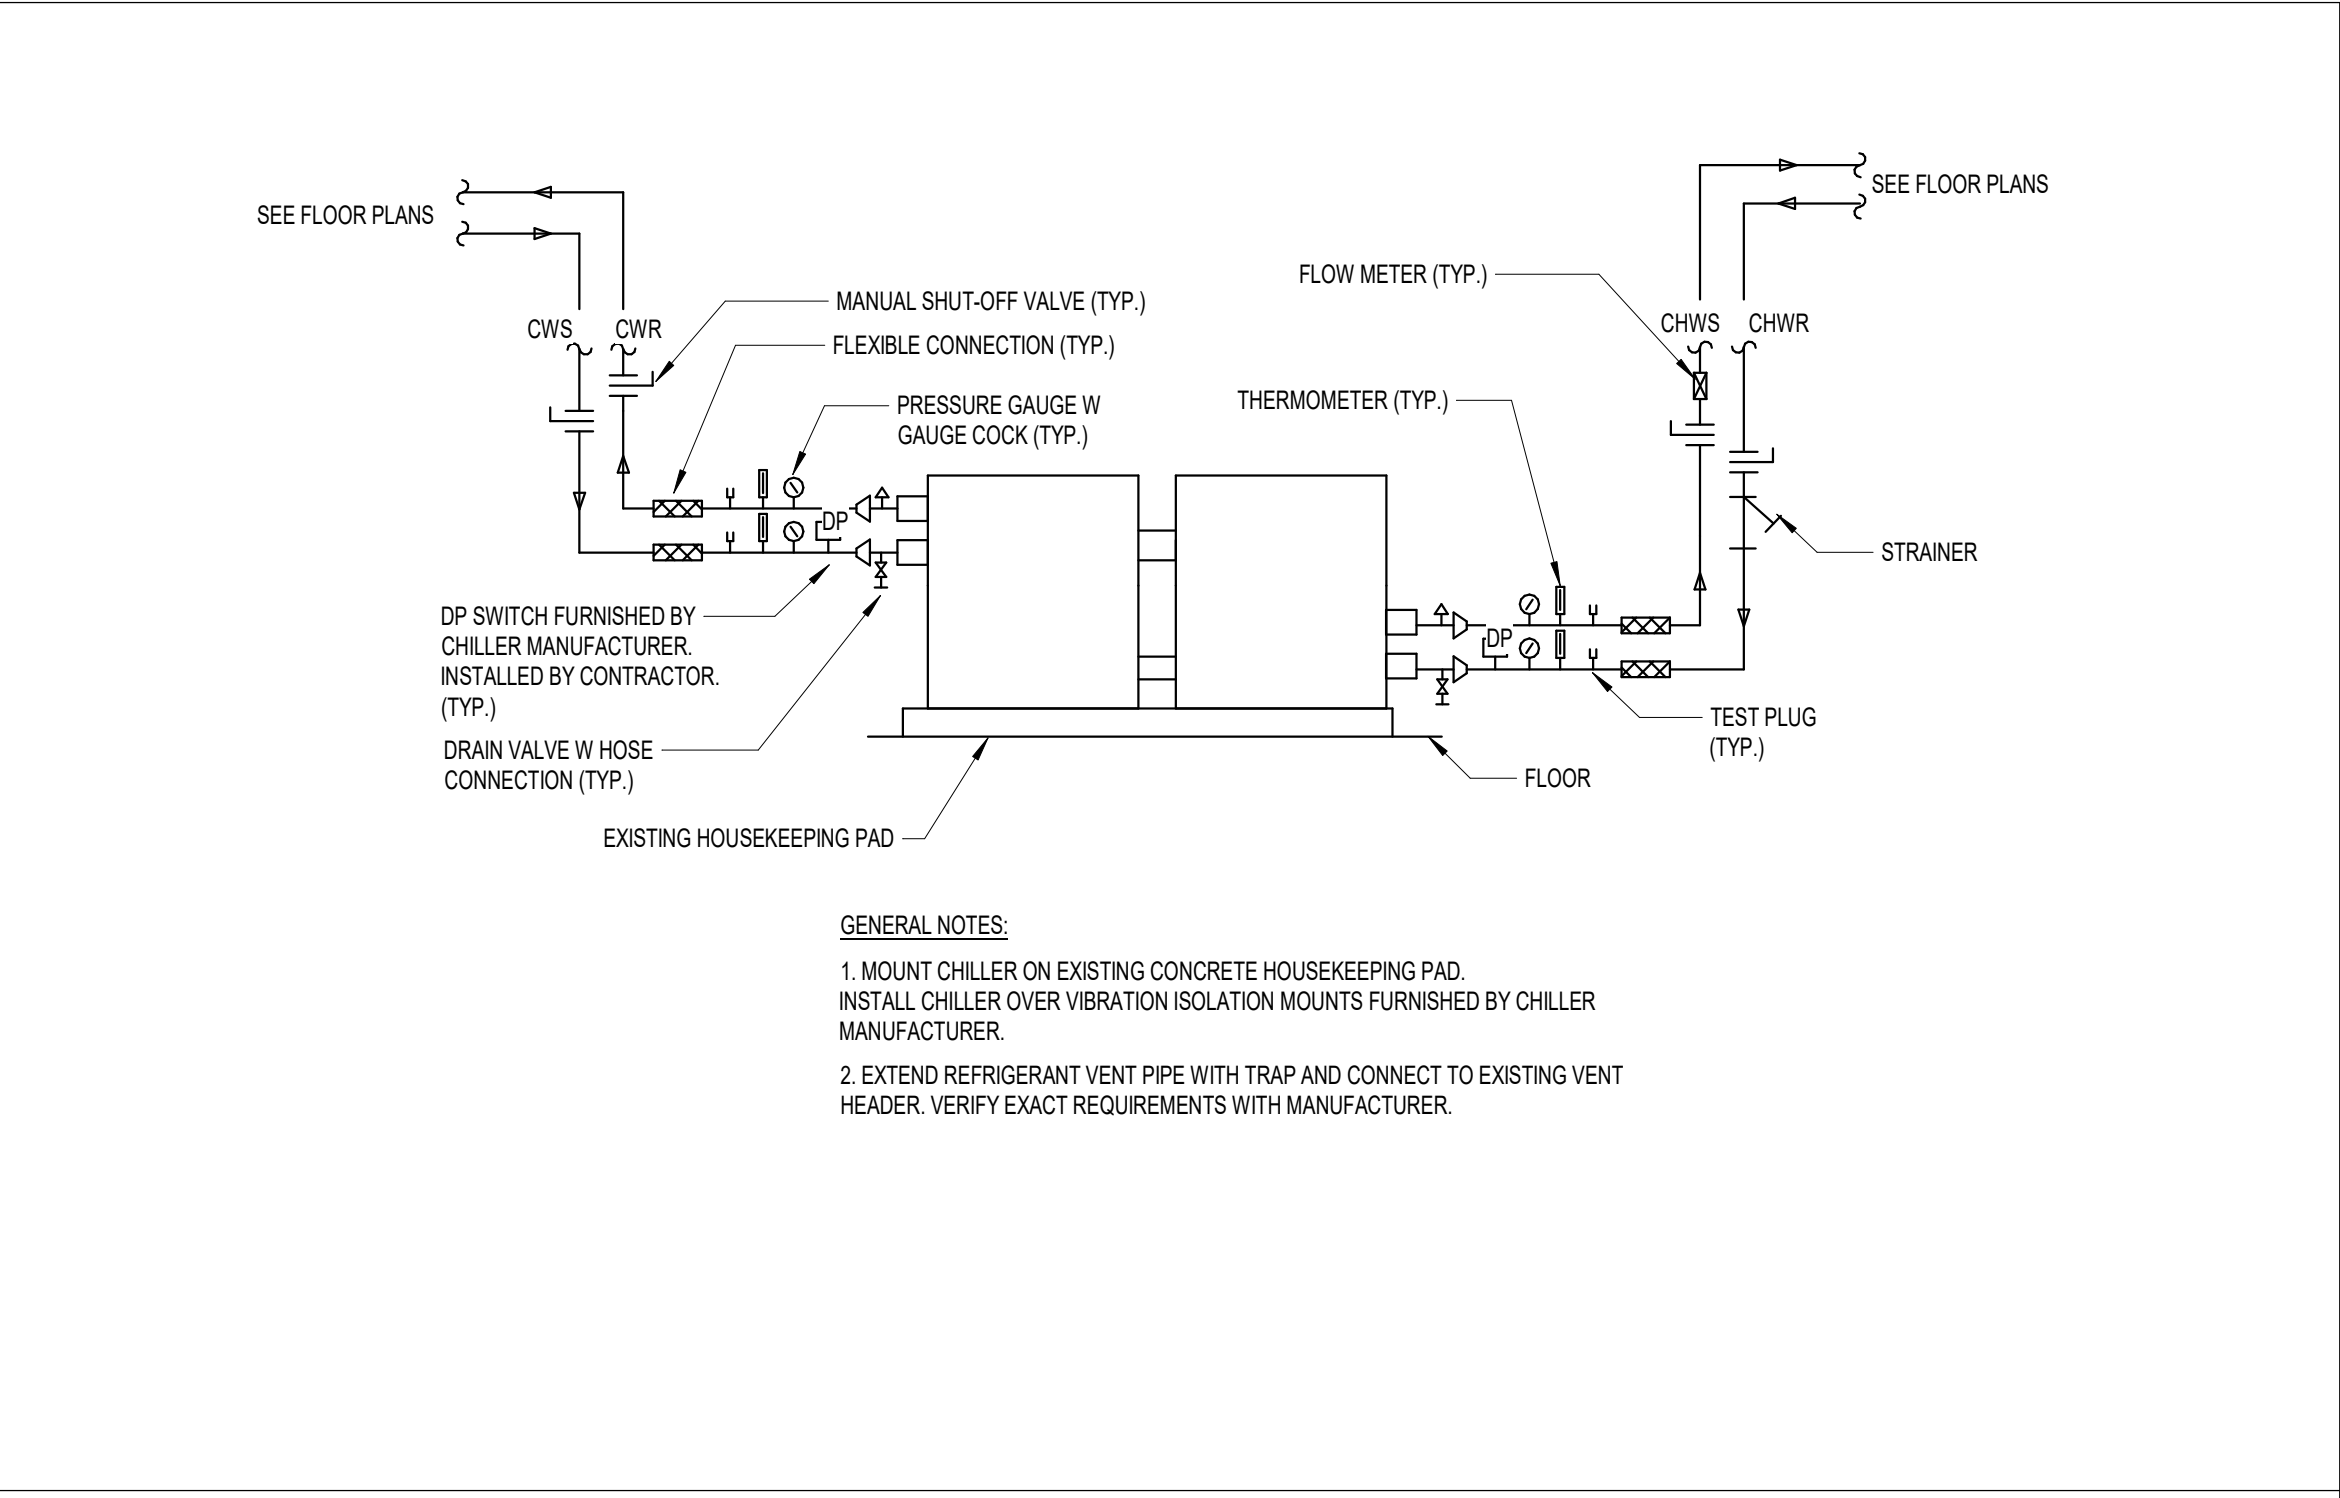 SEE FLOOR PLANS
SEE FLOOR PLANS
FLOW METER (TYP.)
MANUAL SHUT-OFF VALVE (TYP.)
CWS
CWR
CHWS
CHWR
FLEXIBLE CONNECTION (TYP.)
PRESSURE GAUGE W
GAUGE COCK (TYP.)
THERMOMETER (TYP.)
DP
STRAINER
DP SWITCH FURNISHED BY
CHILLER MANUFACTURER.
INSTALLED BY CONTRACTOR.
(TYP.)
DP
TEST PLUG
(TYP.)
DRAIN VALVE W HOSE
CONNECTION (TYP.)
FLOOR
EXISTING HOUSEKEEPING PAD
GENERAL NOTES:
1. MOUNT CHILLER ON EXISTING CONCRETE HOUSEKEEPING PAD.
INSTALL CHILLER OVER VIBRATION ISOLATION MOUNTS FURNISHED BY CHILLER
MANUFACTURER.
2. EXTEND REFRIGERANT VENT PIPE WITH TRAP AND CONNECT TO EXISTING VENT
HEADER. VERIFY EXACT REQUIREMENTS WITH MANUFACTURER.